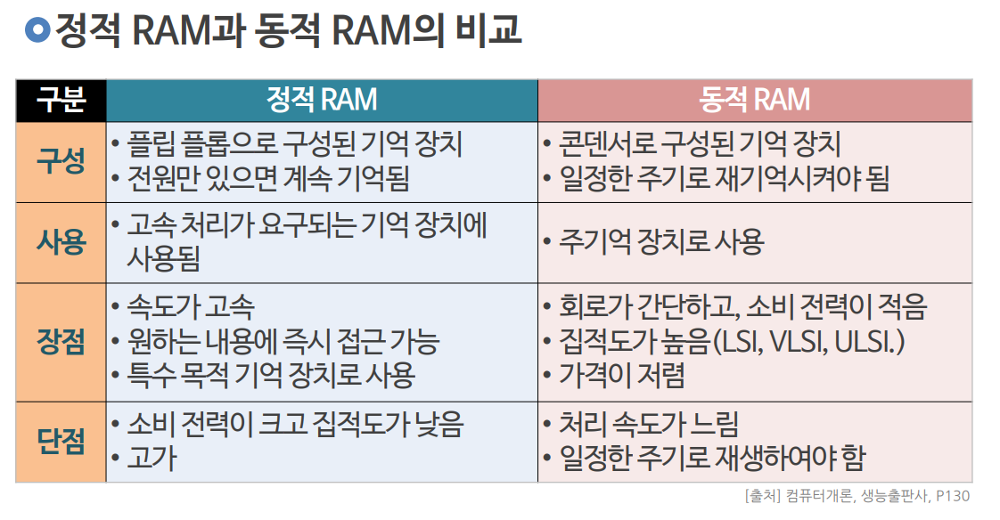 정적 RAM과 동적 RAM의 비교
구분
정적 RAM
동적 RAM
구성
• 플립 플롭으로 구성된 기억 장치
• 전원만 있으면 계속 기억됨
• 콘덴서로 구성된 기억 장치
• 일정한 주기로 재기억시켜야 됨
사용
• 고속 처리가 요구되는 기억 장치에
사용됨
• 주기억 장치로 사용
장점
• 속도가 고속
• 원하는 내용에 즉시 접근 가능
• 특수 목적 기억 장치로 사용
• 회로가 간단하고, 소비 전력이 적음
• 집적도가 높음(LSI, VLSI, ULSI.)
• 가격이 저렴
단점
• 소비 전력이 크고 집적도가 낮음
• 고가
• 처리 속도가 느림
• 일정한 주기로 재생하여야 함
[출처] 컴퓨터개론, 생능출판사, P130